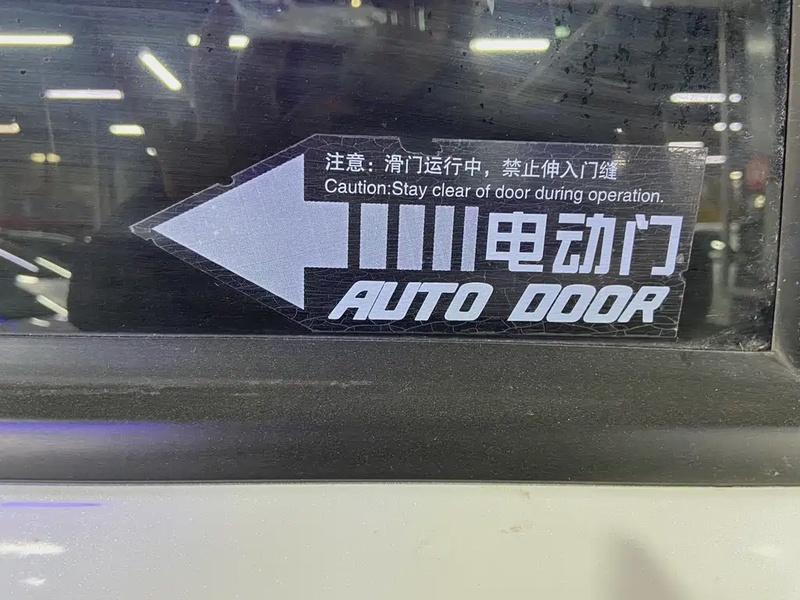 注意：滑门运行中，禁止伸入门缝
Caution:Stay clear of door during operation.
电动门
AUTO DOOR